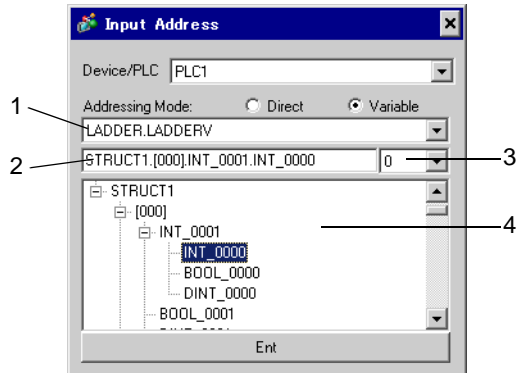 Input Address
Device/PLC PLC1
Addressing Mode: Direct Variable
1
LADDER.LADDERV
2 STRUCT1.[000].INT_0001.INT_0000 0 3
STRUCT1
[000]
4
INT_0001
INT_0000
BOOL_0000
DINT_0000
BOOL_0001
Ent